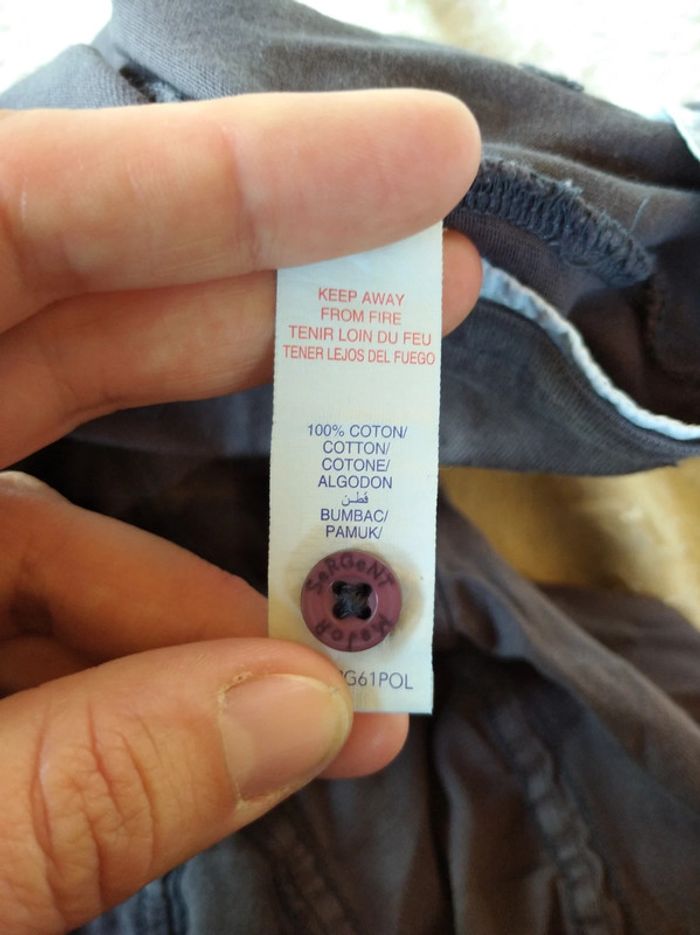 KEEP AWAY
FROM FIRE
TENIR LOIN DU FEU
TENER LEJOS DEL FUEGO
100% COTON/
COTTON/
COTONE/
ALGODON
قطن
BUMBAC/
PAMUK/
SeRGeNT
MaJoR
G61POL